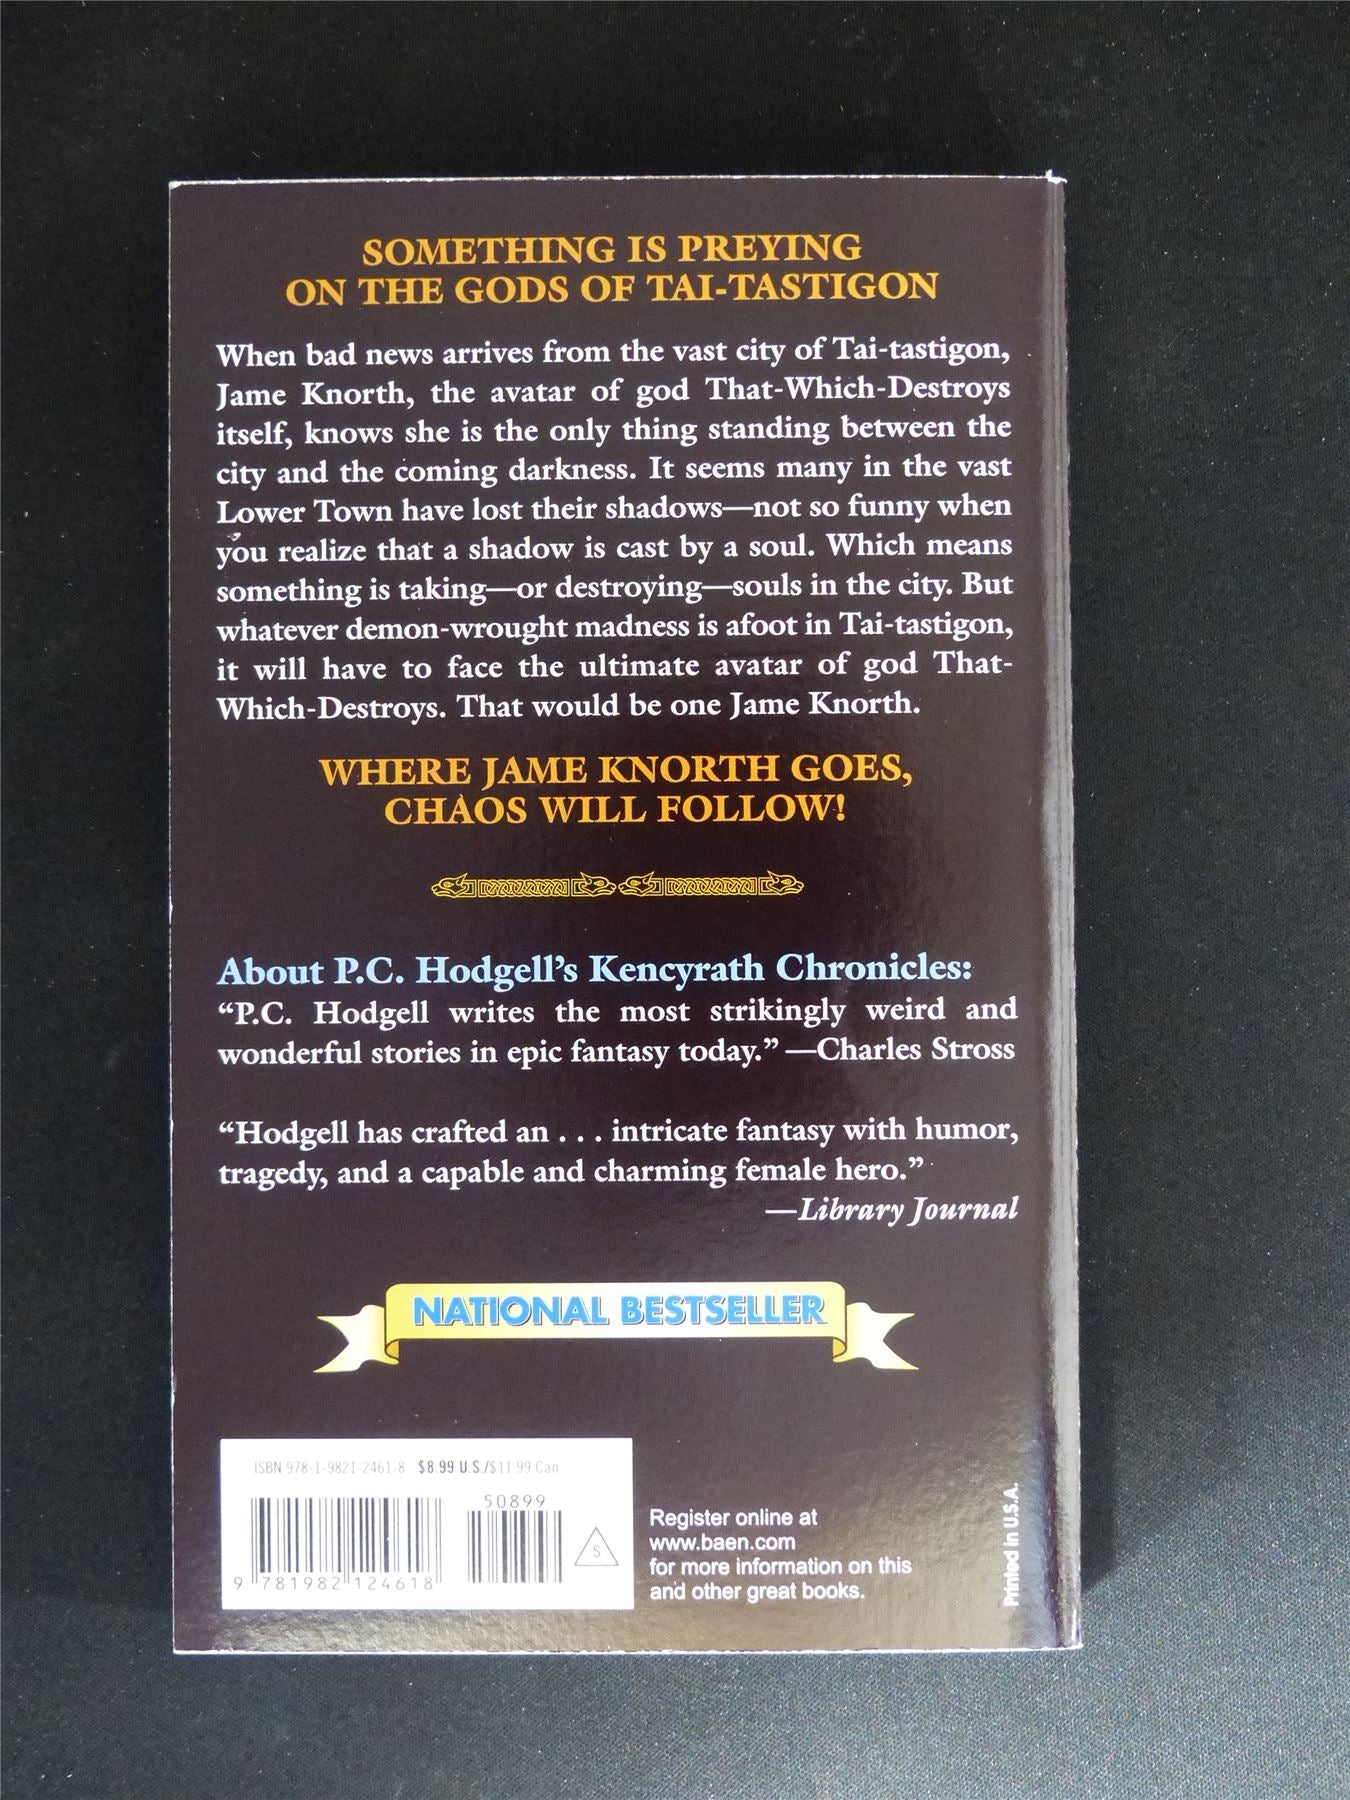 SOMETHING IS PREYING
ON THE GODS OF TAI-TASTIGON
When bad news arrives from the vast city of Tai-tastigon,
Jame Knorth, the avatar of god That-Which-Destroys
itself, knows she is the only thing standing between the
city and the coming darkness. It seems many in the vast
Lower Town have lost their shadows—not so funny when
you realize that a shadow is cast by a soul. Which means
something is taking—or destroying—souls in the city. But
whatever demon-wrought madness is afoot in Tai-tastigon,
it will have to face the ultimate avatar of god That-
Which-Destroys. That would be one Jame Knorth.
WHERE JAME KNORTH GOES,
CHAOS WILL FOLLOW!
About P.C. Hodgell’s Kencyrath Chronicles:
“P.C. Hodgell writes the most strikingly weird and
wonderful stories in epic fantasy today.” —Charles Stross
“Hodgell has crafted an . . . intricate fantasy with humor,
tragedy, and a capable and charming female hero.”
—Library Journal
NATIONAL BESTSELLER
ISBN 978-1-9821-2461-8 $8.99 U.S./$11.99 Can
50899
S
9 781982 124618
Register online at
www.baen.com
for more information on this
and other great books.
Printed in U.S.A.